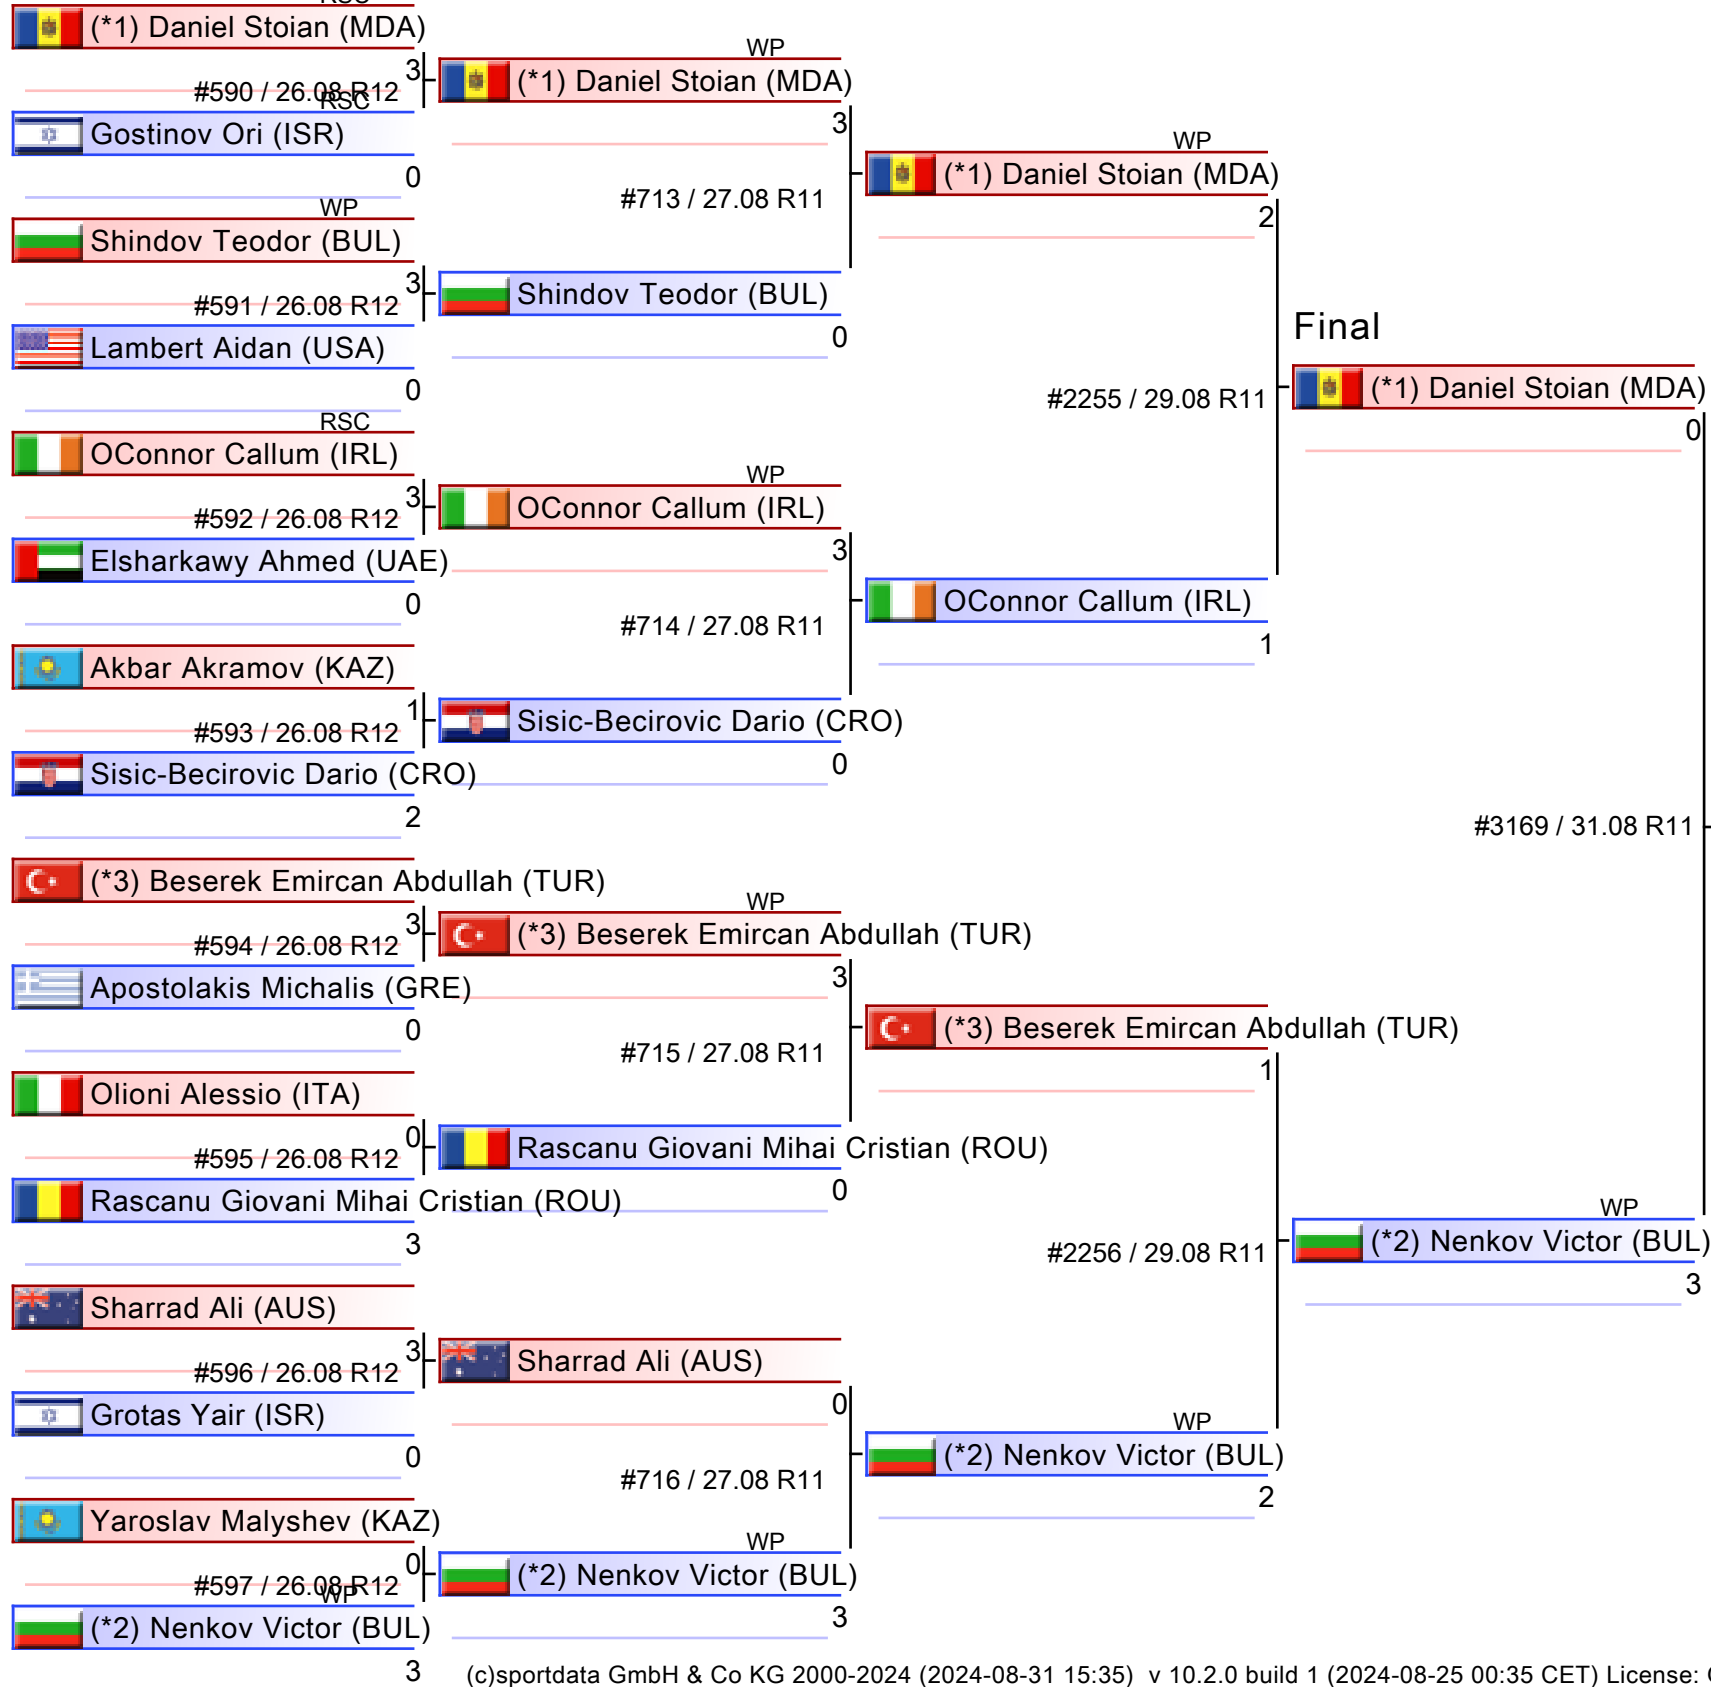 RSC
(*1) Daniel Stoian (MDA)
3
#590 / 26.08 R12
RSC
Gostinov Ori (ISR)
0
WP
Shindov Teodor (BUL)
3
#591 / 26.08 R12
Lambert Aidan (USA)
0
RSC
OConnor Callum (IRL)
3
#592 / 26.08 R12
Elsharkawy Ahmed (UAE)
0
Akbar Akramov (KAZ)
1
#593 / 26.08 R12
Sisic-Becirovic Dario (CRO)
2
(*3) Beserek Emircan Abdullah (TUR)
3
#594 / 26.08 R12
Apostolakis Michalis (GRE)
0
Olioni Alessio (ITA)
0
#595 / 26.08 R12
Rascanu Giovani Mihai Cristian (ROU)
3
Sharrad Ali (AUS)
3
#596 / 26.08 R12
Grotas Yair (ISR)
0
Yaroslav Malyshev (KAZ)
0
#597 / 26.08 R12
WP
(*2) Nenkov Victor (BUL)
3
WP
(*1) Daniel Stoian (MDA)
3
#713 / 27.08 R11
Shindov Teodor (BUL)
0
WP
OConnor Callum (IRL)
3
#714 / 27.08 R11
Sisic-Becirovic Dario (CRO)
0
WP
(*3) Beserek Emircan Abdullah (TUR)
3
#715 / 27.08 R11
Rascanu Giovani Mihai Cristian (ROU)
0
Sharrad Ali (AUS)
0
#716 / 27.08 R11
WP
(*2) Nenkov Victor (BUL)
3
WP
(*1) Daniel Stoian (MDA)
2
#2255 / 29.08 R11
OConnor Callum (IRL)
1
(*3) Beserek Emircan Abdullah (TUR)
1
#2256 / 29.08 R11
WP
(*2) Nenkov Victor (BUL)
2
Final
(*1) Daniel Stoian (MDA)
0
#3169 / 31.08 R11
WP
(*2) Nenkov Victor (BUL)
3
(c)sportdata GmbH & Co KG 2000-2024 (2024-08-31 15:35) v 10.2.0 build 1 (2024-08-25 00:35 CET) License: